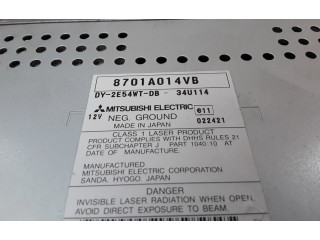 8701A014VB
DY-2E54WT-DB - 34U114
MITSUBISHI ELECTRIC e11
12V NEG. GROUND 022421
MADE IN JAPAN
CLASS 1 LASER PRODUCT
PRODUCT COMPLIES WITH DHHS RULES 21
CFR SUBCHAPTER J PART 1040.10 AT
DATE OF MANUFACTURE.
MANUFACTURED
MITSUBISHI ELECTRIC CORPORATION
SANDA, HYOGO, JAPAN
DANGER
INVISIBLE LASER RADIATION WHEN OPEN.
AVOID DIRECT EXPOSURE TO BEAM.